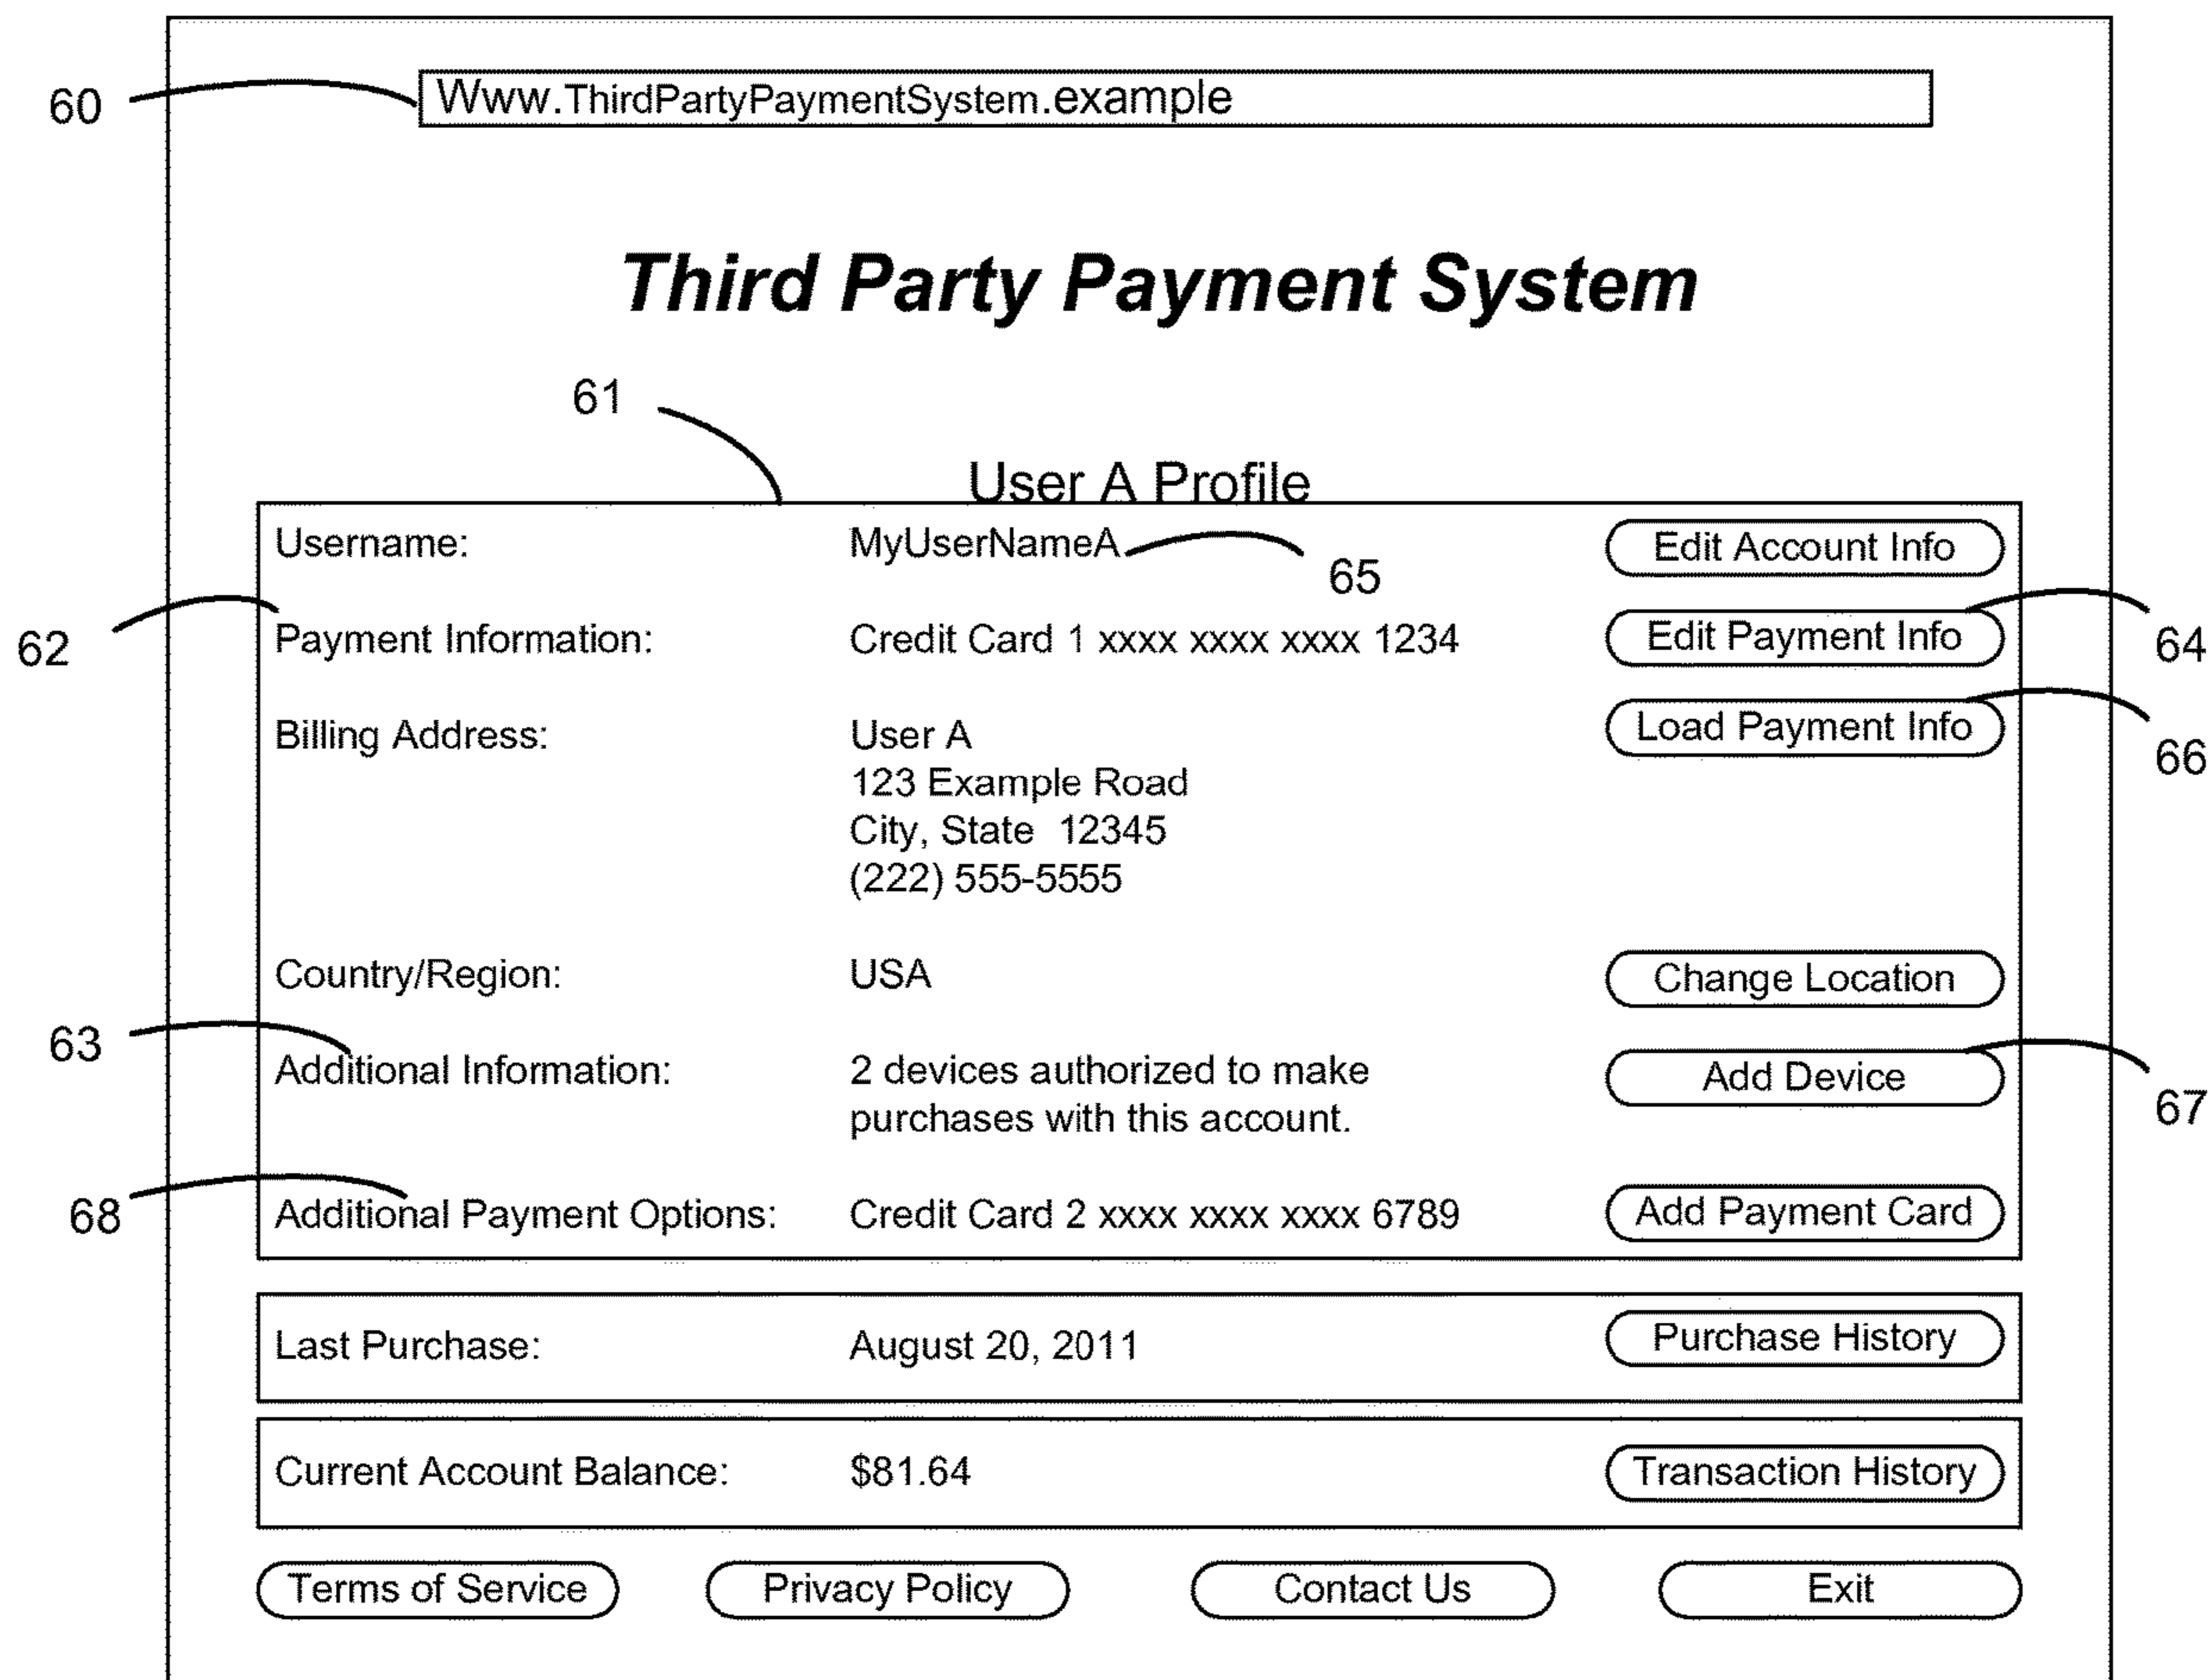 60
Www.ThirdPartyPaymentSystem.example
Third Party Payment System
61
User A Profile
Username: MyUserNameA Edit Account Info
65
62
Payment Information: Credit Card 1 xxxx xxxx xxxx 1234 Edit Payment Info
64
Billing Address: User A Load Payment Info
66
123 Example Road
City, State 12345
(222) 555-5555
Country/Region: USA Change Location
63
Additional Information: 2 devices authorized to make Add Device
purchases with this account.
67
68
Additional Payment Options: Credit Card 2 xxxx xxxx xxxx 6789 Add Payment Card
Last Purchase: August 20, 2011 Purchase History
Current Account Balance: $81.64 Transaction History
Terms of Service Privacy Policy Contact Us Exit